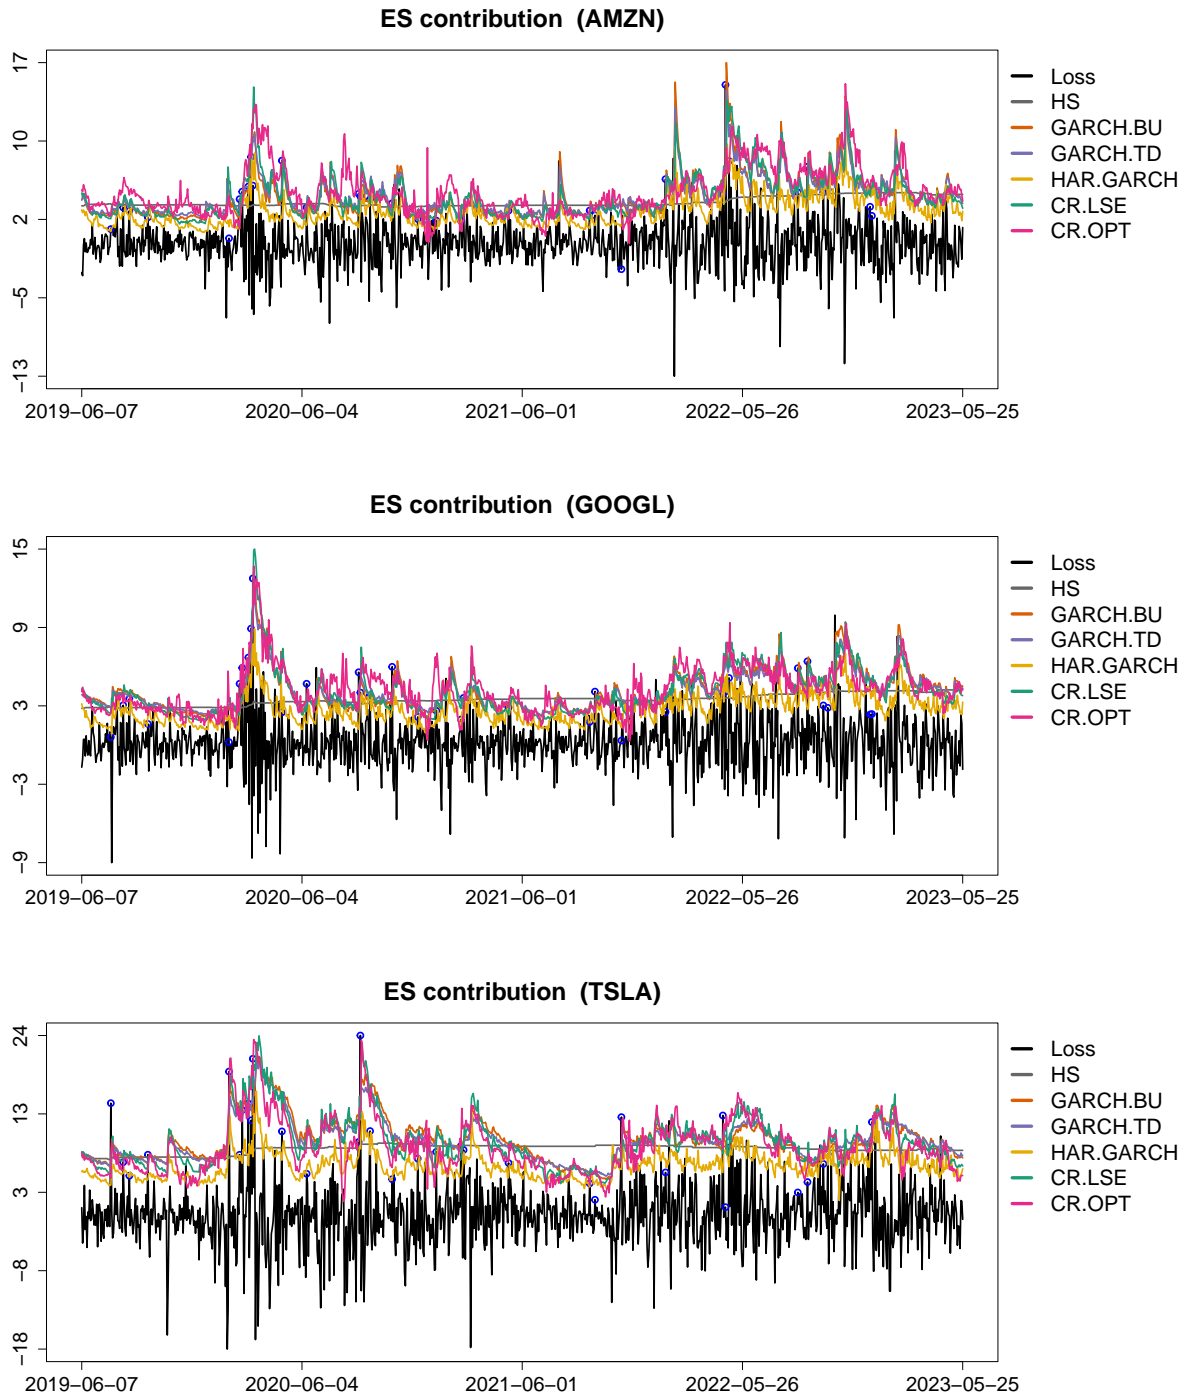 ES contribution (AMZN)
17
10
2
−5
−13
2019−06−07
2020−06−04
2021−06−01
2022−05−26
2023−05−25
Loss
HS
GARCH.BU
GARCH.TD
HAR.GARCH
CR.LSE
CR.OPT
ES contribution (GOOGL)
15
9
3
−3
−9
2019−06−07
2020−06−04
2021−06−01
2022−05−26
2023−05−25
Loss
HS
GARCH.BU
GARCH.TD
HAR.GARCH
CR.LSE
CR.OPT
ES contribution (TSLA)
24
13
3
−8
−18
2019−06−07
2020−06−04
2021−06−01
2022−05−26
2023−05−25
Loss
HS
GARCH.BU
GARCH.TD
HAR.GARCH
CR.LSE
CR.OPT